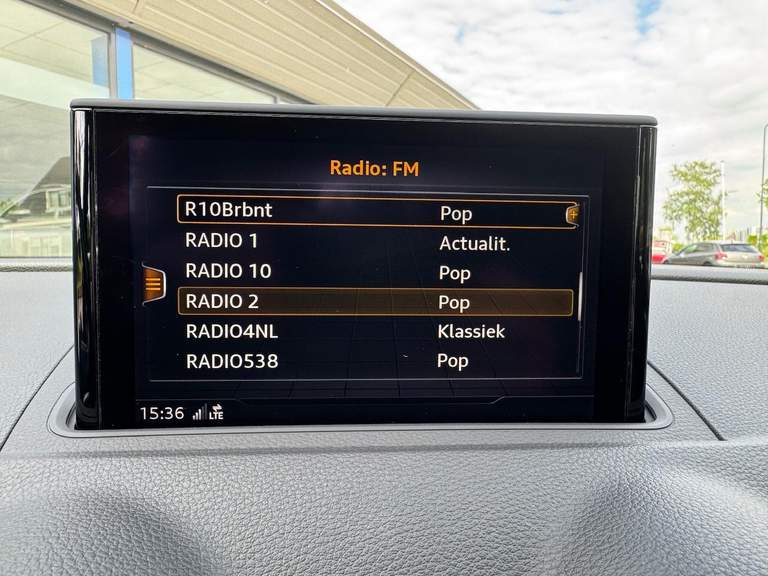 Radio: FM
R10Brbnt Pop
RADIO 1 Actualit.
RADIO 10 Pop
RADIO 2 Pop
RADIO4NL Klassiek
RADIO538 Pop
15:36 LTE